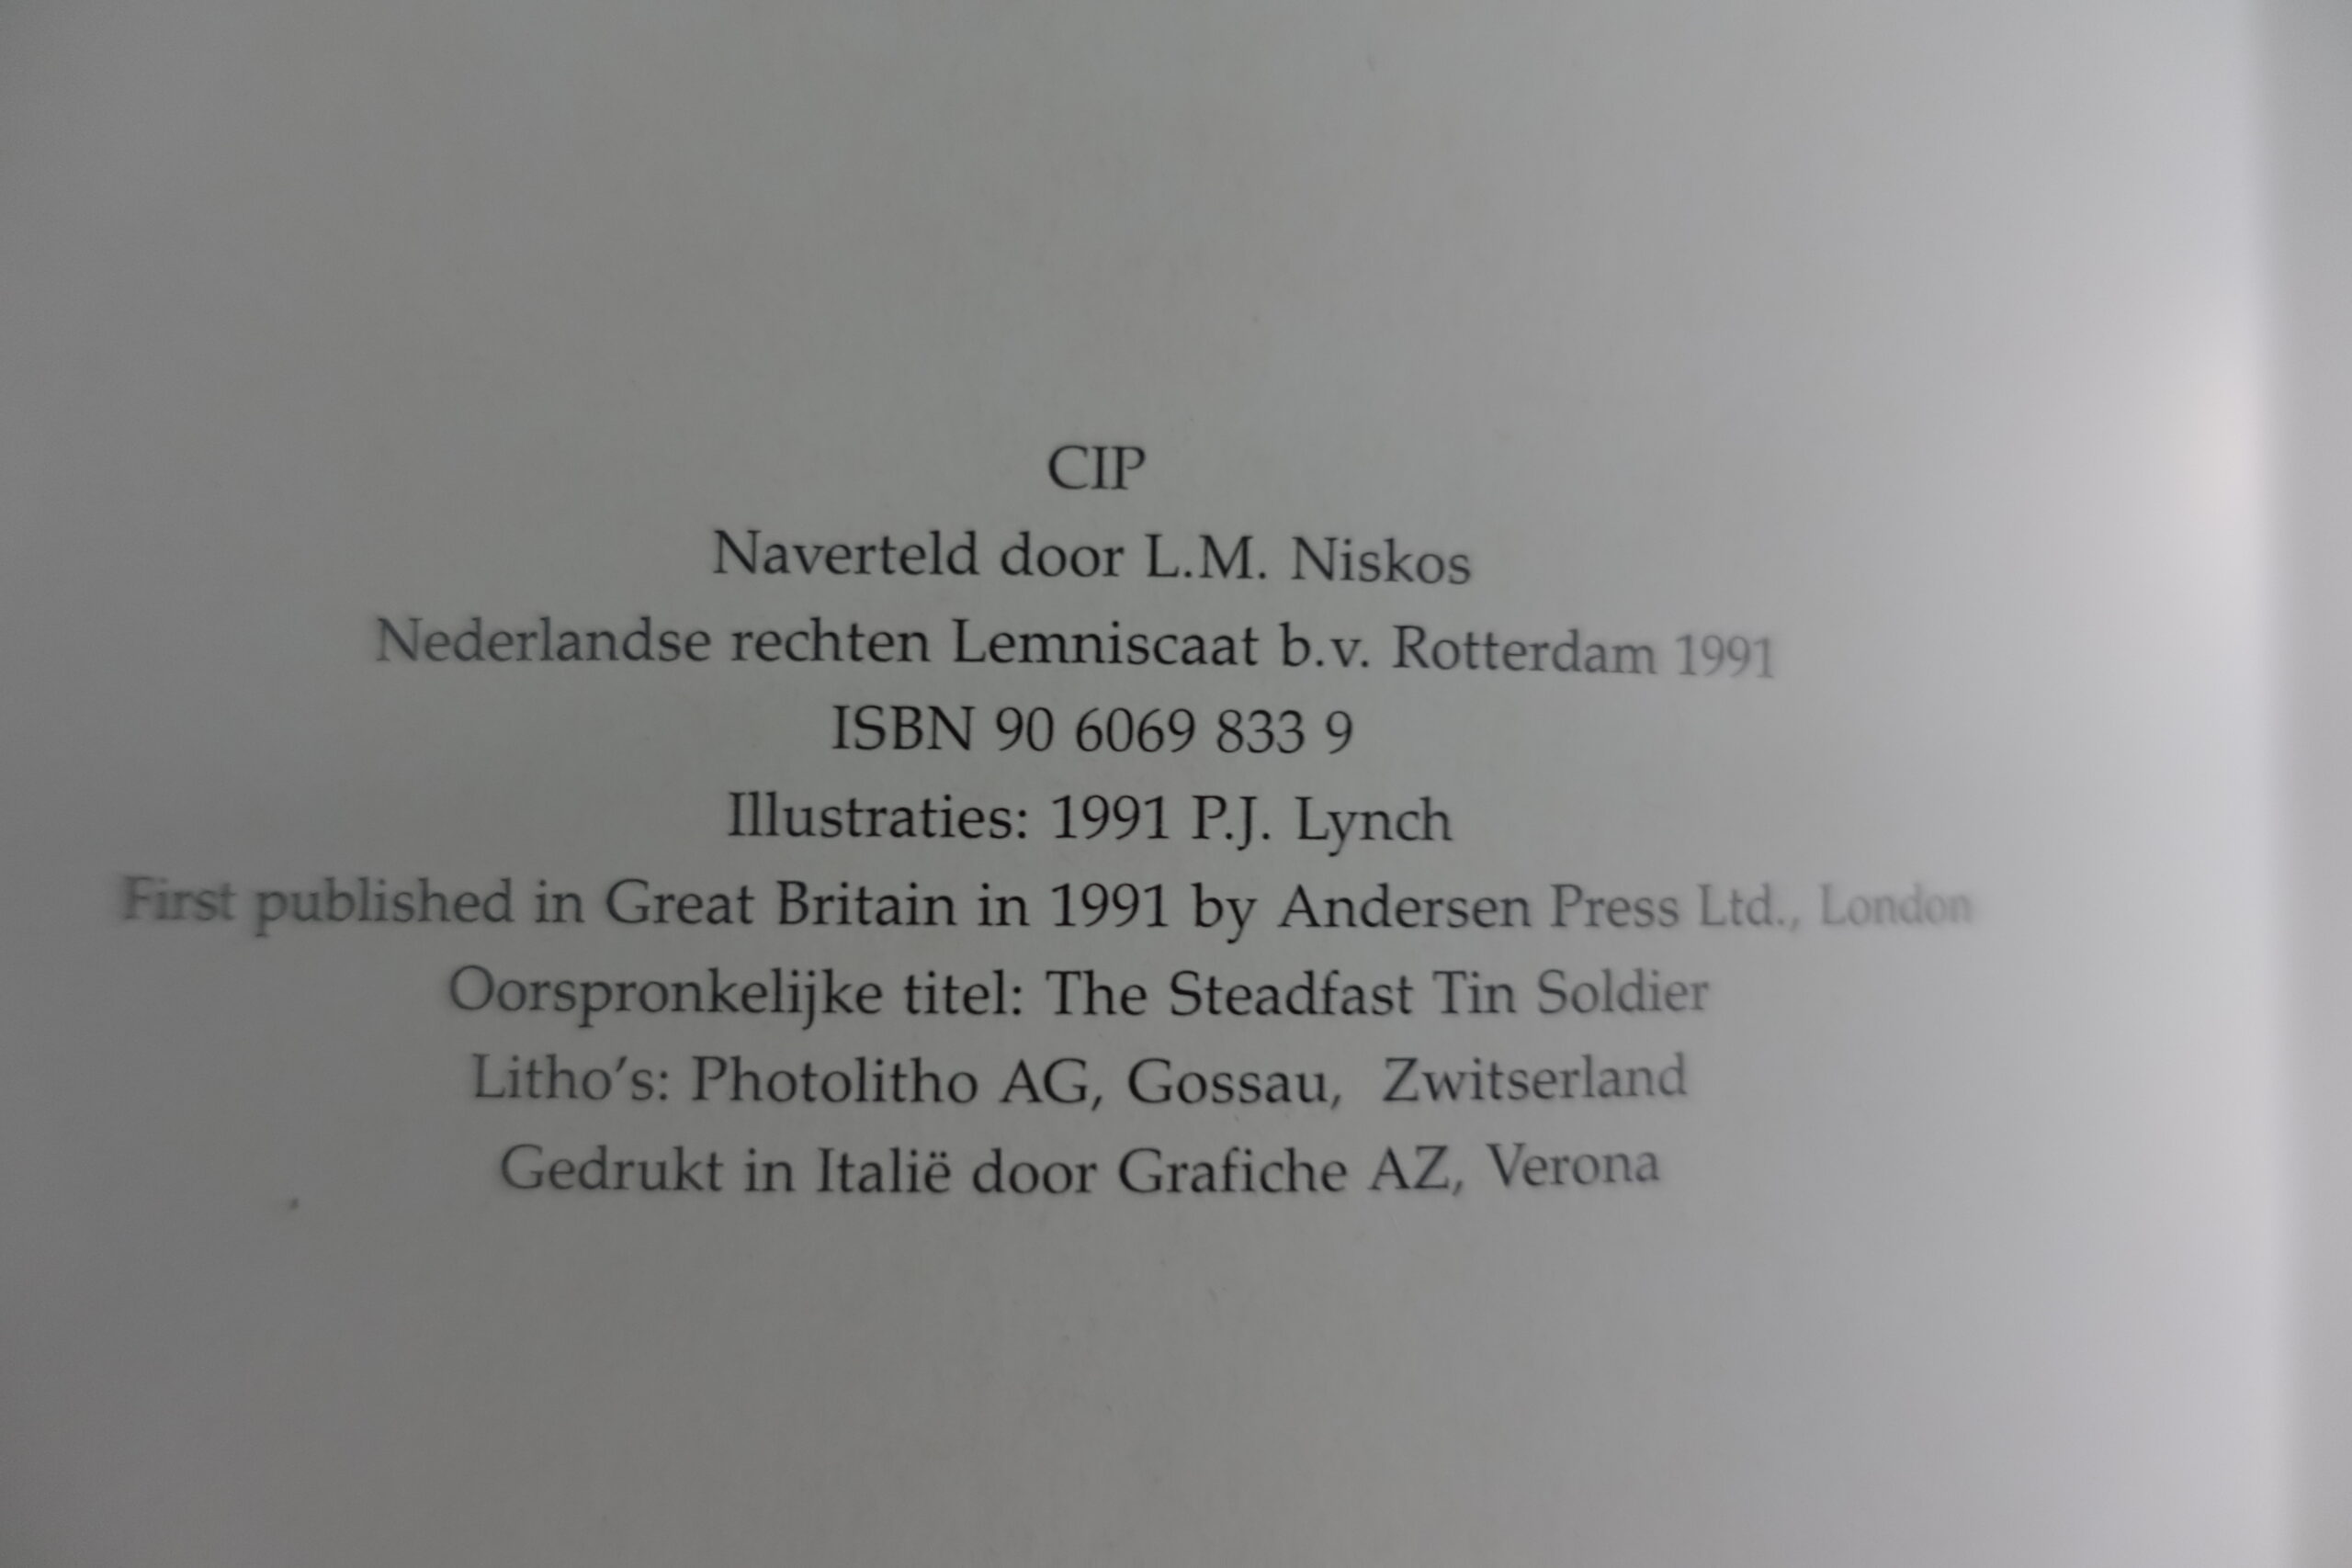 CIP
Naverteld door L.M. Niskos
Nederlandse rechten Lemniscaat b.v. Rotterdam 1991
ISBN 90 6069 833 9
Illustraties: 1991 P.J. Lynch
First published in Great Britain in 1991 by Andersen Press Ltd., London
Oorspronkelijke titel: The Steadfast Tin Soldier
Litho's: Photolitho AG, Gossau, Zwitserland
Gedrukt in Italië door Grafiche AZ, Verona